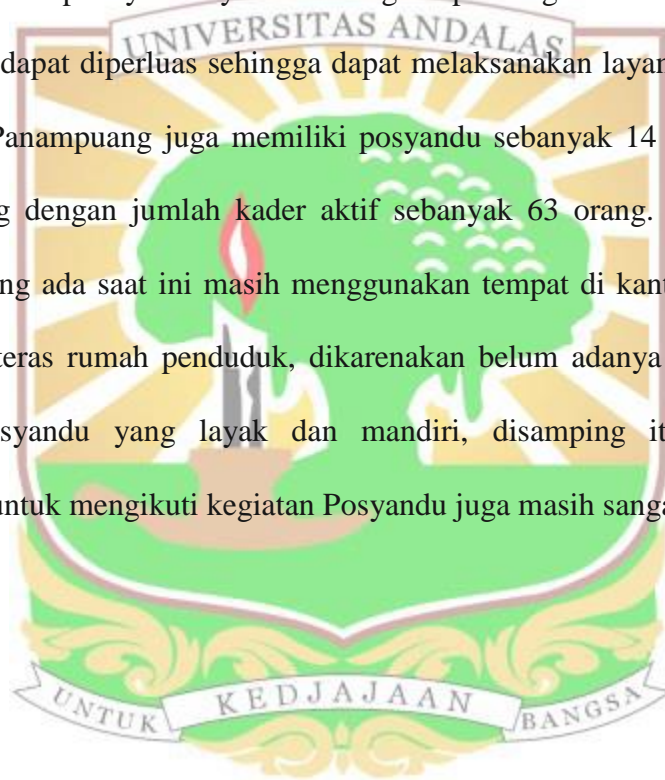 UNIVERSITAS ANDALAS
dapat diperluas sehingga dapat melaksanakan layan
Panampuang juga memiliki posyandu sebanyak 14
g dengan jumlah kader aktif sebanyak 63 orang.
ng ada saat ini masih menggunakan tempat di kant
teras rumah penduduk, dikarenakan belum adanya
syandu yang layak dan mandiri, disamping it
untuk mengikuti kegiatan Posyandu juga masih sanga
UNTUK KEDJAJAAN BANGSA